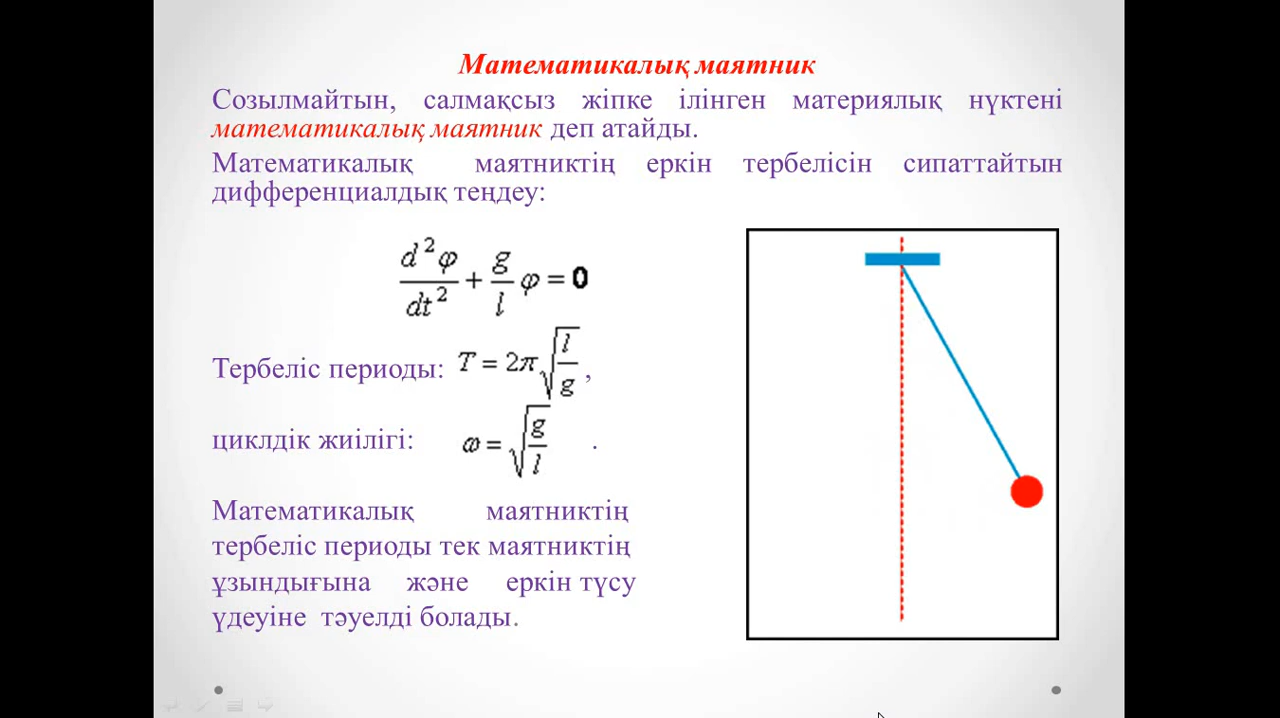 Математикалық маятник
Созылмайтын, салмақсыз жіпке ілінген материялық нүктені
математикалық маятник деп атайды.
Математикалық маятниктің еркін тербелісін сипаттайтын
дифференциалдық теңдеу:
d²φ/dt² + g/l φ = 0
Тербеліс периоды: T = 2π√(l/g) ,
циклдік жиілігі: ω = √(g/l) .
Математикалық маятниктің
тербеліс периоды тек маятниктің
ұзындығына және еркін түсу
үдеуіне тәуелді болады.